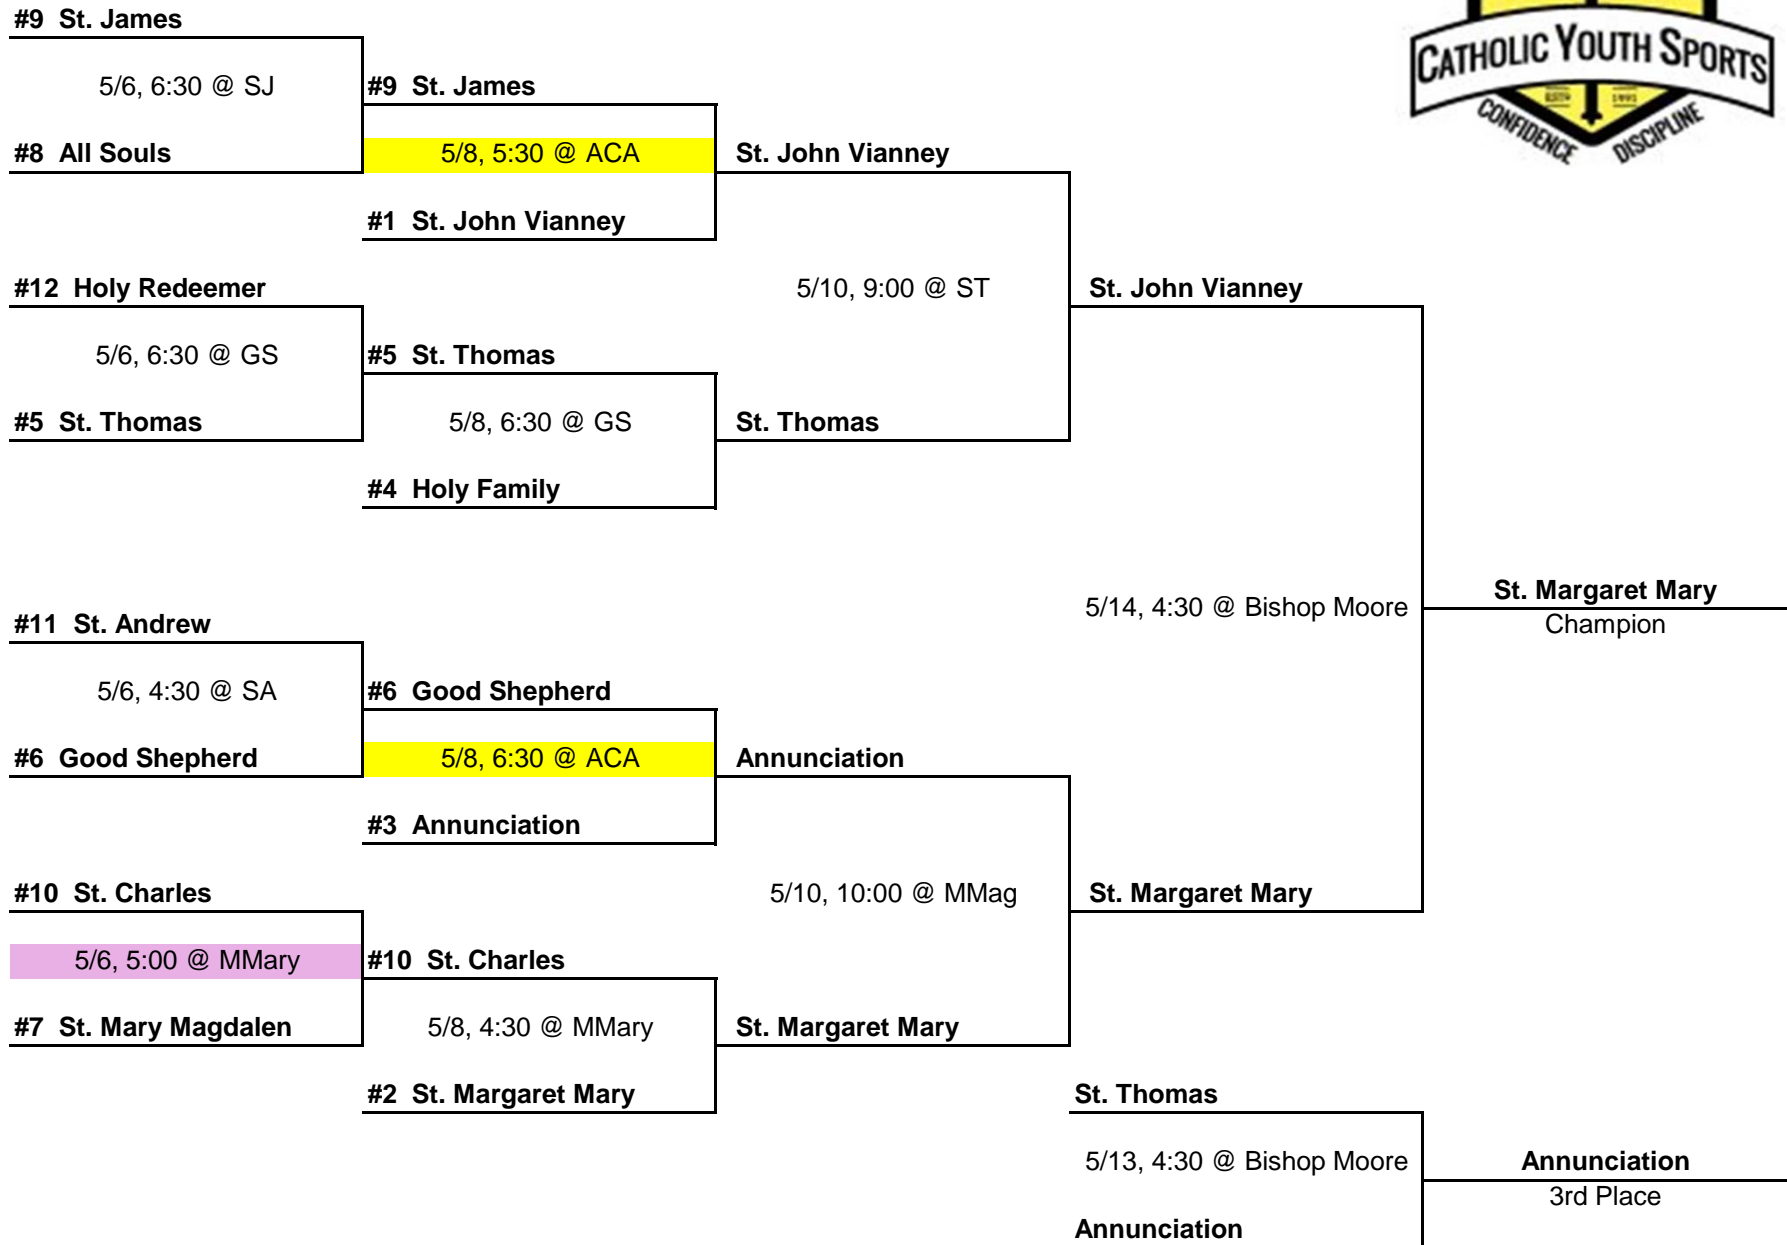 #9 St. James
5/6, 6:30 @ SJ
#8 All Souls
#9 St. James
5/8, 5:30 @ ACA
#1 St. John Vianney
St. John Vianney
#12 Holy Redeemer
5/6, 6:30 @ GS
#5 St. Thomas
#5 St. Thomas
5/8, 6:30 @ GS
#4 Holy Family
St. Thomas
5/10, 9:00 @ ST
St. John Vianney
#11 St. Andrew
5/6, 4:30 @ SA
#6 Good Shepherd
#6 Good Shepherd
5/8, 6:30 @ ACA
#3 Annunciation
Annunciation
#10 St. Charles
5/6, 5:00 @ MMary
#7 St. Mary Magdalen
#10 St. Charles
5/8, 4:30 @ MMary
#2 St. Margaret Mary
St. Margaret Mary
5/10, 10:00 @ MMag
St. Margaret Mary
5/14, 4:30 @ Bishop Moore
St. Margaret Mary
Champion
St. Thomas
5/13, 4:30 @ Bishop Moore
Annunciation
Annunciation
3rd Place
CATHOLIC YOUTH SPORTS
CONFIDENCE
DISCIPLINE